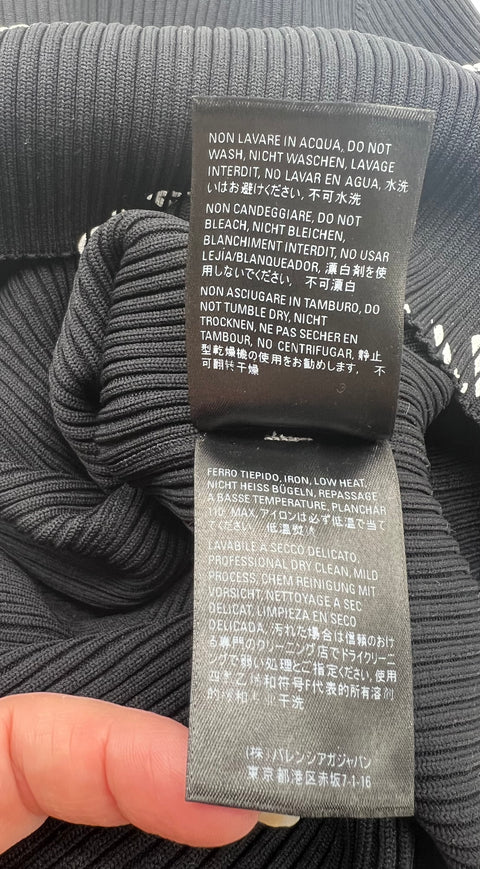 NON LAVARE IN ACQUA, DO NOT
WASH, NICHT WASCHEN, LAVAGE
INTERDIT, NO LAVAR EN AGUA, 水洗
いはお避けください, 不可水洗
NON CANDEGGIARE, DO NOT
BLEACH, NICHT BLEICHEN,
BLANCHIMENT INTERDIT, NO USAR
LEJÍA/BLANQUEADOR, 漂白剤を使
用しないでください, 不可漂白
NON ASCIUGARE IN TAMBURO, DO
NOT TUMBLE DRY, NICHT
TROCKNEN, NE PAS SECHER EN
TAMBOUR, NO CENTRIFUGAR, 静止
型乾燥機の使用をお勧めします, 不
可翻转干燥
FERRO TIEPIDO, IRON, LOW HEAT,
NICHT HEISS BÜGELN, REPASSAGE
A BASSE TEMPERATURE, PLANCHAR
110 MAX, アイロンは必ず低温で当て
てください, 低温熨
LAVABILE A SECCO DELICATO,
PROFESSIONAL DRY CLEAN, MILD
PROCESS, CHEM REINIGUNG MIT
VORSICHT, NETTOYAGE A SEC
DELICAT, LIMPIEZA EN SECO
DELICADA, 汚れた場合は信頼のおけ
る専門のクリーニング店でドライクリーニ
ングで弱い処理とご指定ください, 使用
四氯乙 和符号F代表的所有溶剤
的 和 干洗
(株) バレンシアガジャパン
東京都港区赤坂7-1-16